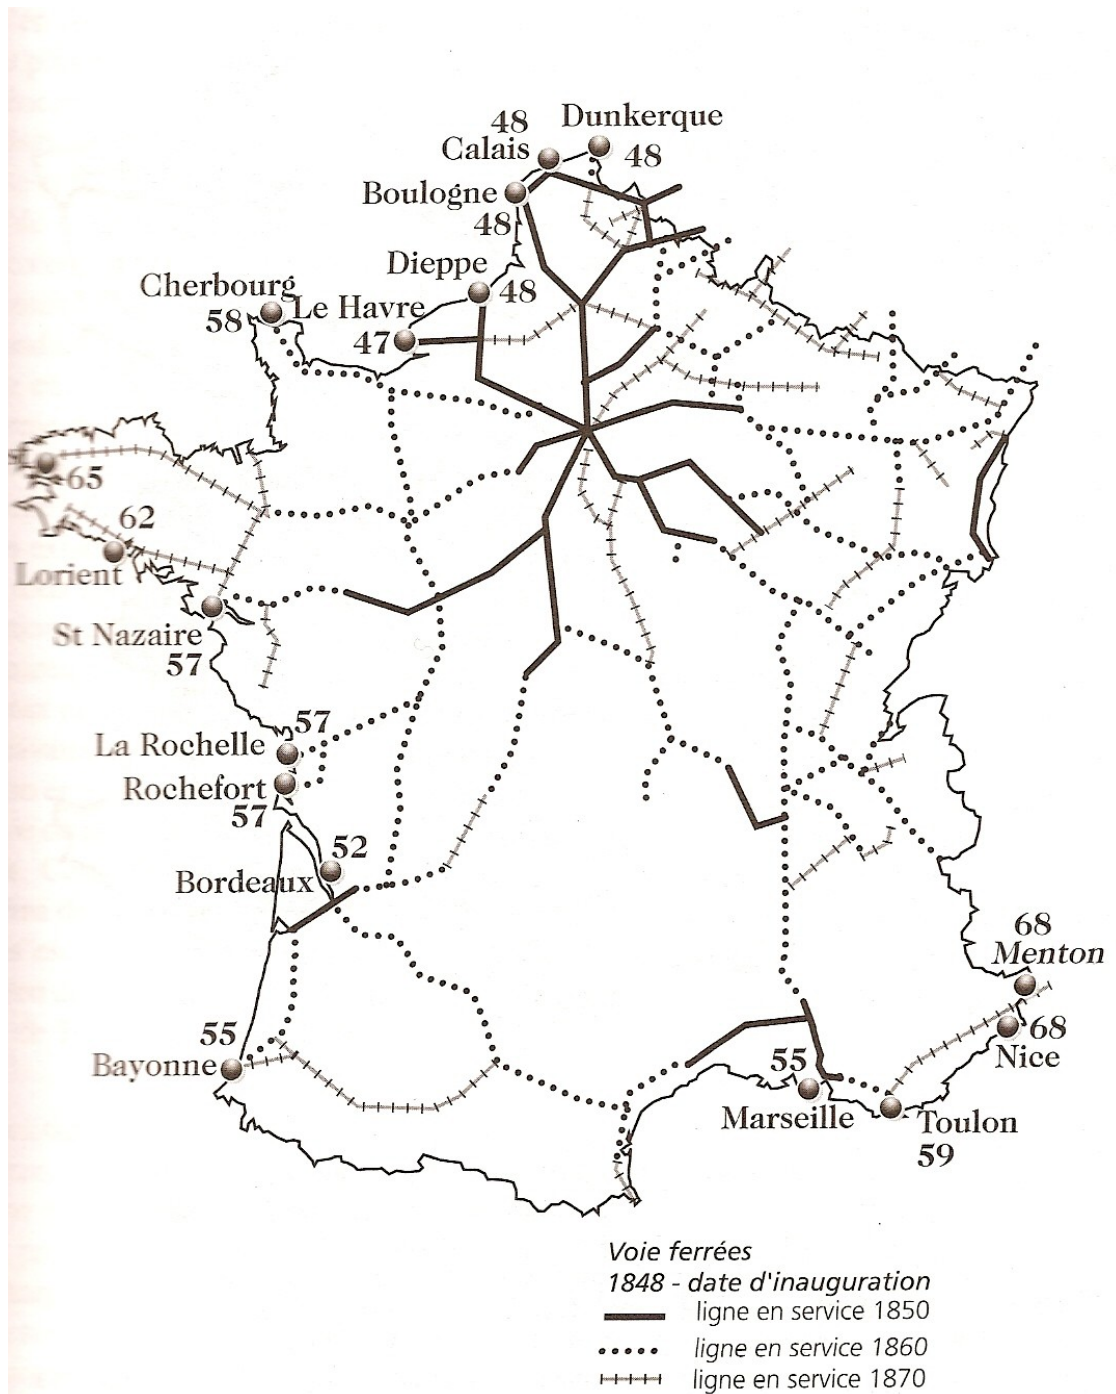 48
Dunkerque
Calais
48
Boulogne
48
Dieppe
48
Cherbourg
58
Le Havre
47
65
62
Lorient
St Nazaire
57
57
La Rochelle
Rochefort
57
52
Bordeaux
68
Menton
55
Bayonne
68
Nice
55
Marseille
Toulon
59
Voie ferrées
1848 - date d'inauguration
ligne en service 1850
ligne en service 1860
ligne en service 1870